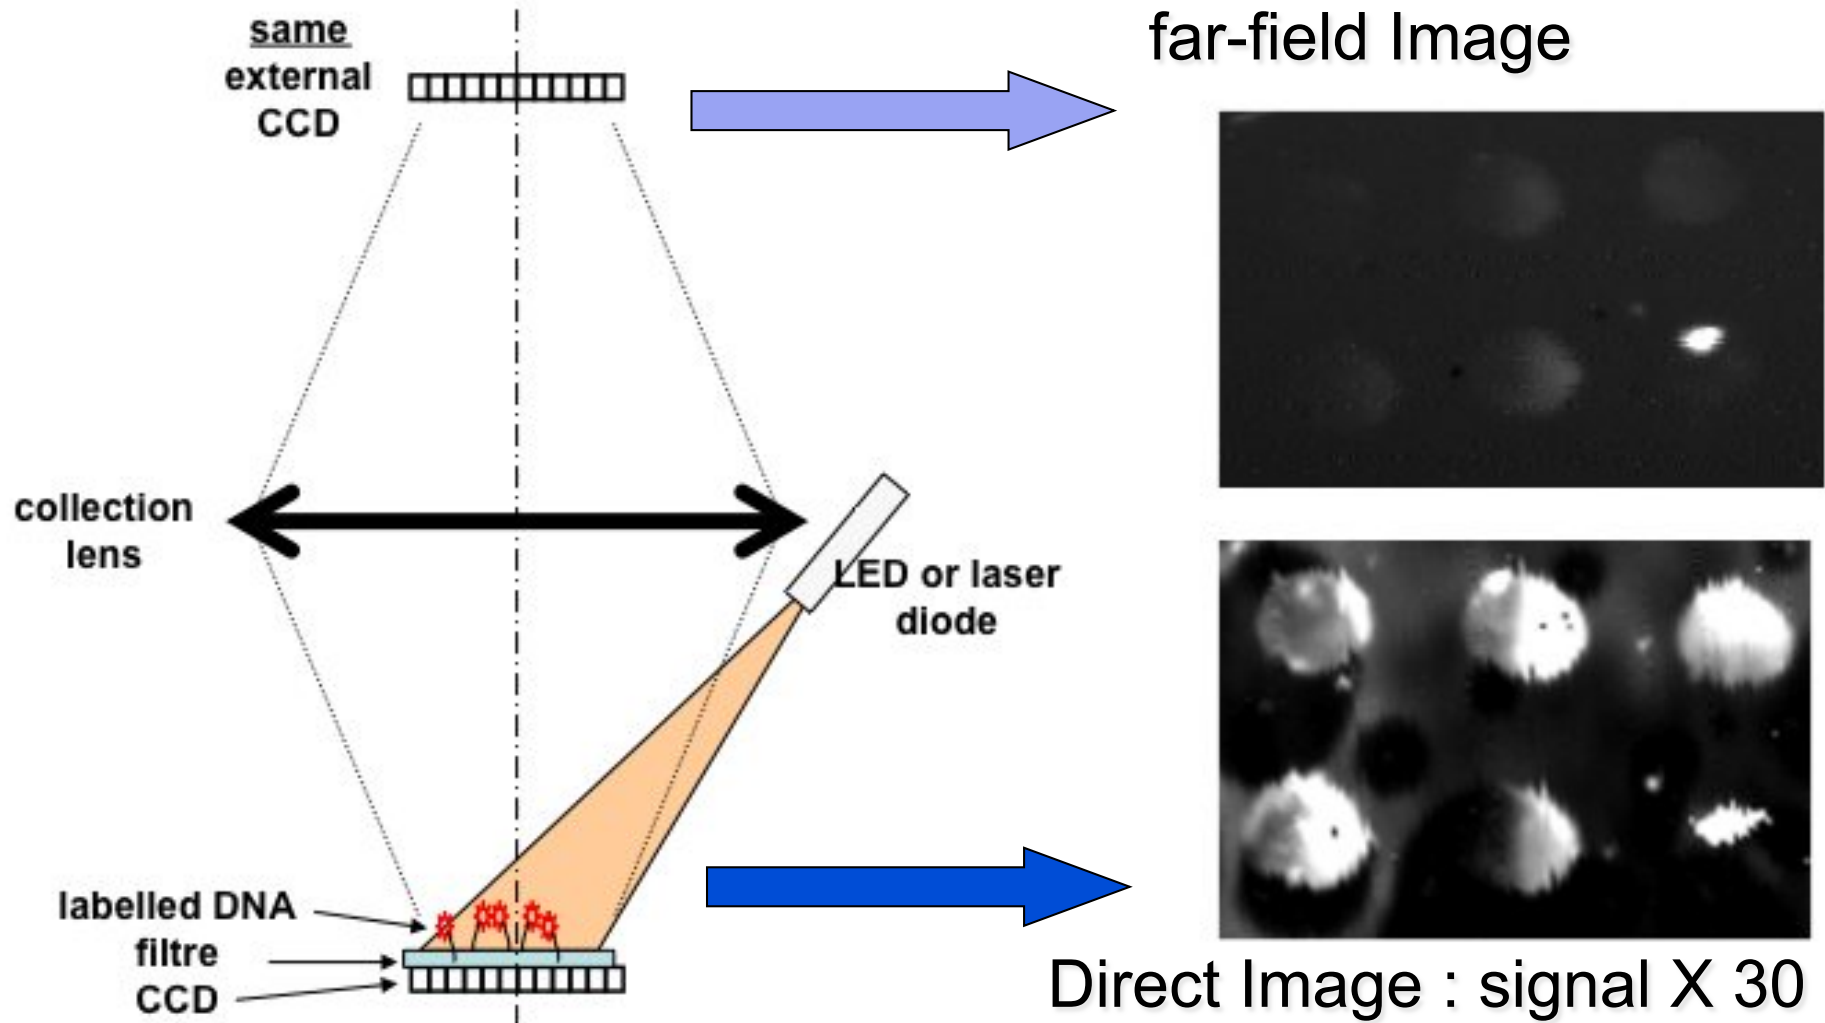 same
external
CCD
far-field Image
collection
lens
LED or laser
diode
labelled DNA
filtre
CCD
Direct Image : signal X 30